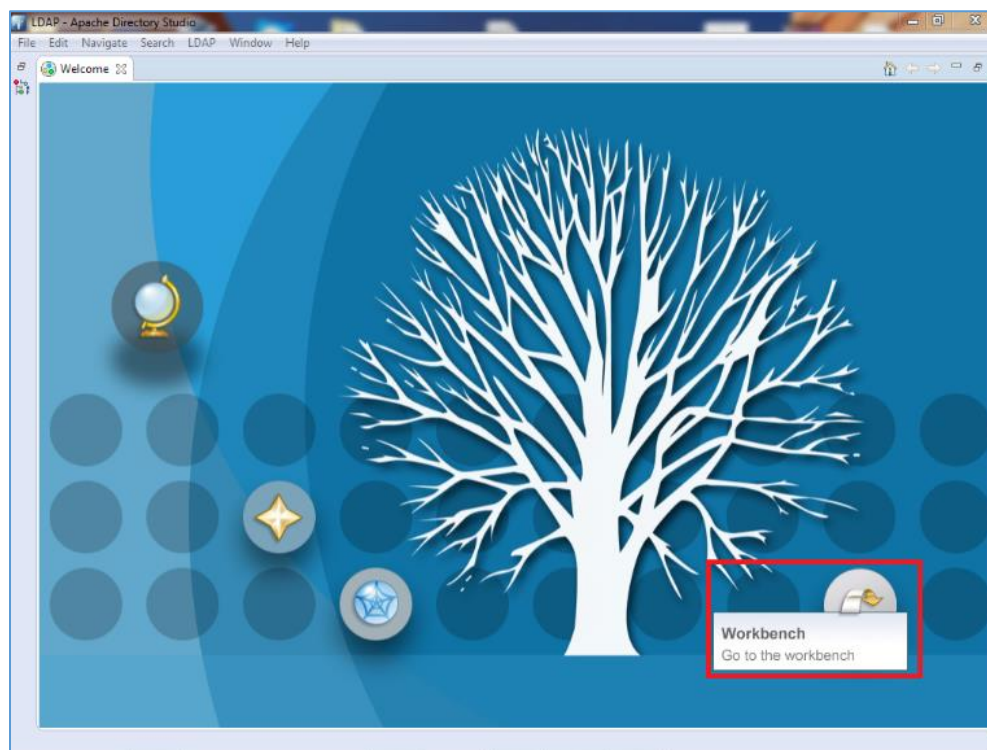 LDAP - Apache Directory Studio
File Edit Navigate Search LDAP Window Help
Welcome
Workbench
Go to the workbench